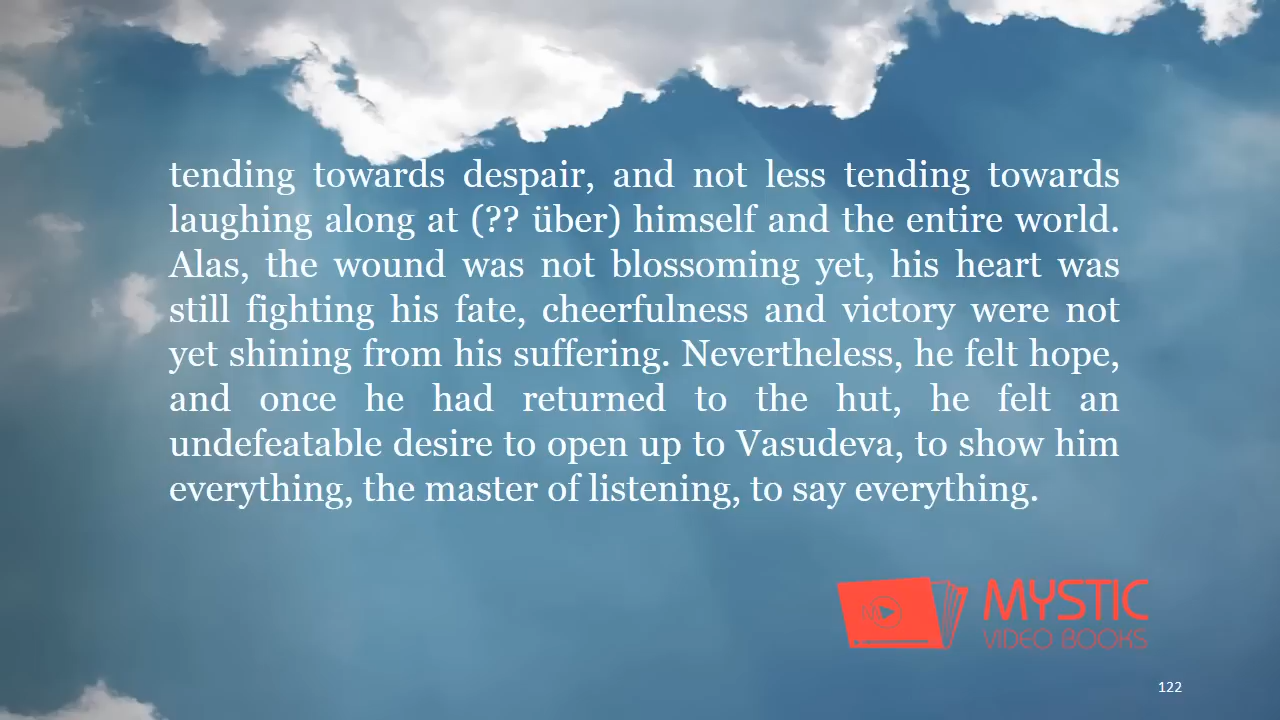 tending towards despair, and not less tending towards
laughing along at (?? über) himself and the entire world.
Alas, the wound was not blossoming yet, his heart was
still fighting his fate, cheerfulness and victory were not
yet shining from his suffering. Nevertheless, he felt hope,
and once he had returned to the hut, he felt an
undefeatable desire to open up to Vasudeva, to show him
everything, the master of listening, to say everything.
MYSTIC
VIDEO BOOKS
122